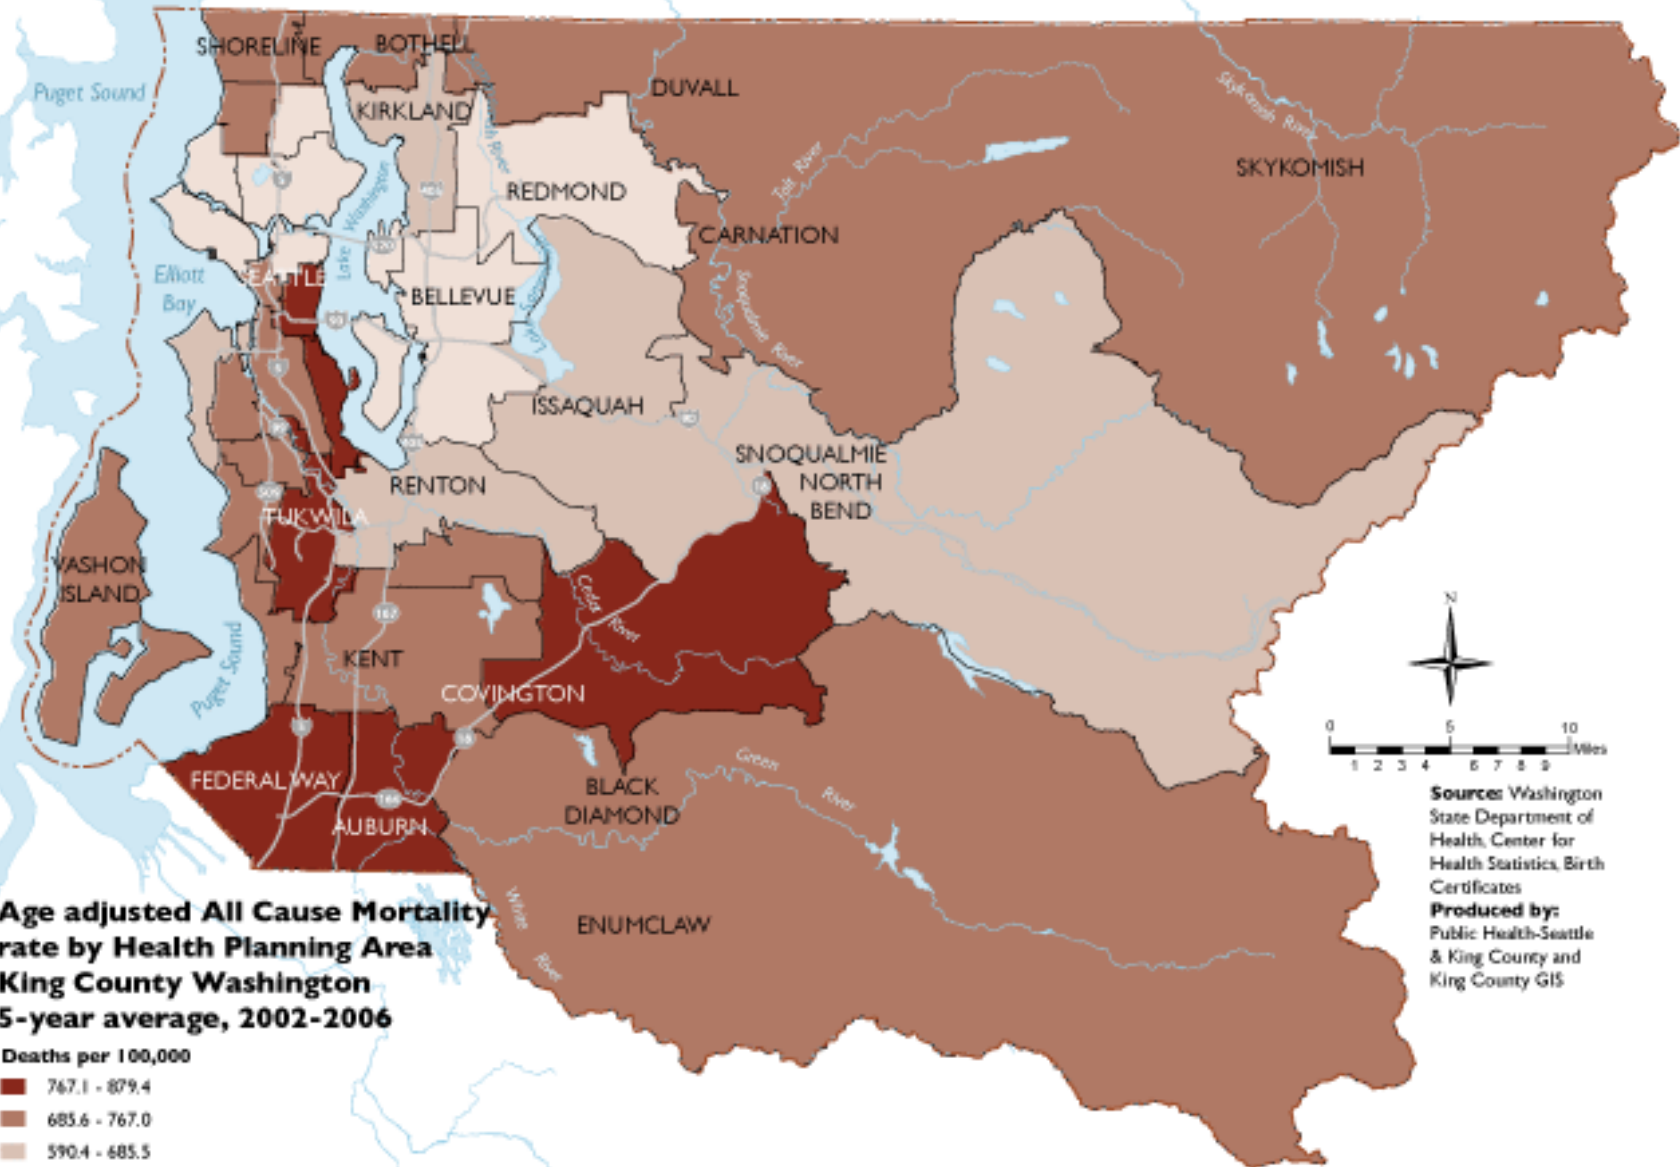 SHORELINE
BOTHELL
Puget Sound
KIRKLAND
DUVALL
Skykomish River
SKYKOMISH
Tolt River
REDMOND
Lake Washington
CARNATION
Elliott
Bay
SEATTLE
BELLEVUE
Snoqualmie River
ISSAQUAH
SNOQUALMIE
NORTH
BEND
RENTON
TUKWILA
VASHON
ISLAND
Cedar River
Puget Sound
KENT
COVINGTON
FEDERAL WAY
AUBURN
BLACK
DIAMOND
Green River
White River
ENUMCLAW
N
0 5 10
Miles
1 2 3 4 6 7 8 9
Source: Washington
State Department of
Health, Center for
Health Statistics, Birth
Certificates
Produced by:
Public Health-Seattle
& King County and
King County GIS
Age adjusted All Cause Mortality
rate by Health Planning Area
King County Washington
5-year average, 2002-2006
Deaths per 100,000
767.1 - 879.4
685.6 - 767.0
590.4 - 685.5